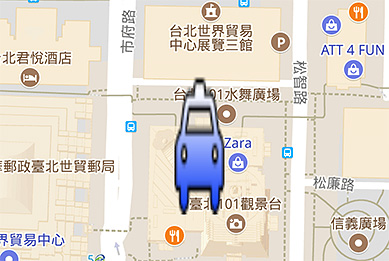 市府路
台北世界貿易
中心展覽三館
P
ATT 4 FUN
北君悅酒店
松智路
101水舞廣場
Zara
郵政臺北世貿郵局
松廉路
臺北101觀景台
信義廣場
界貿易中心